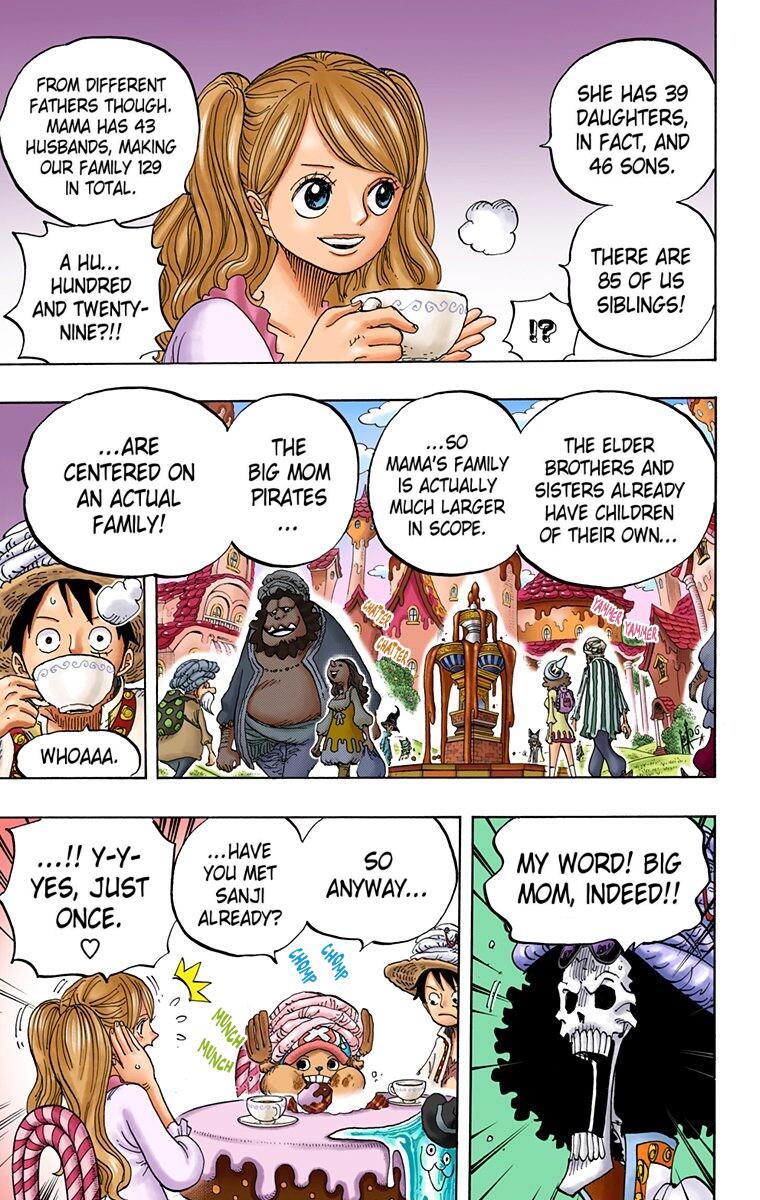 SHE HAS 39
DAUGHTERS,
IN FACT, AND
46 SONS.
THERE ARE
85 OF US
SIBLINGS!
!?
FROM DIFFERENT
FATHERS THOUGH.
MAMA HAS 43
HUSBANDS, MAKING
OUR FAMILY 129
IN TOTAL.
A HU...
HUNDRED
AND TWENTY-
NINE?!!
THE ELDER
BROTHERS AND
SISTERS ALREADY
HAVE CHILDREN
OF THEIR OWN...
...SO
MAMA'S FAMILY
IS ACTUALLY
MUCH LARGER
IN SCOPE.
YAMMER YAMMER
CHATTER
CHATTER
THE
BIG MOM
PIRATES
...
...ARE
CENTERED ON
AN ACTUAL
FAMILY!
WHOAAA.
MY WORD! BIG
MOM, INDEED!!
SO
ANYWAY...
...HAVE
YOU MET
SANJI
ALREADY?
CHOMP
CHOMP
MUNCH
MUNCH
...!! Y-Y-
YES, JUST
ONCE.
♡